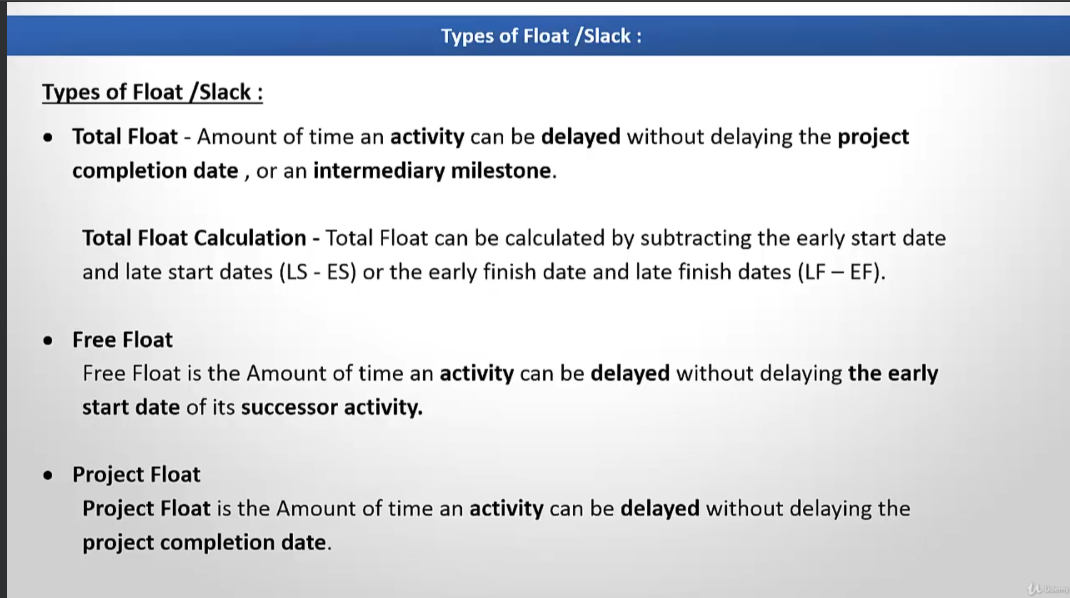 Types of Float /Slack :
Types of Float /Slack :
• Total Float - Amount of time an activity can be delayed without delaying the project
completion date , or an intermediary milestone.
Total Float Calculation - Total Float can be calculated by subtracting the early start date
and late start dates (LS - ES) or the early finish date and late finish dates (LF – EF).
• Free Float
Free Float is the Amount of time an activity can be delayed without delaying the early
start date of its successor activity.
• Project Float
Project Float is the Amount of time an activity can be delayed without delaying the
project completion date.
Udemy